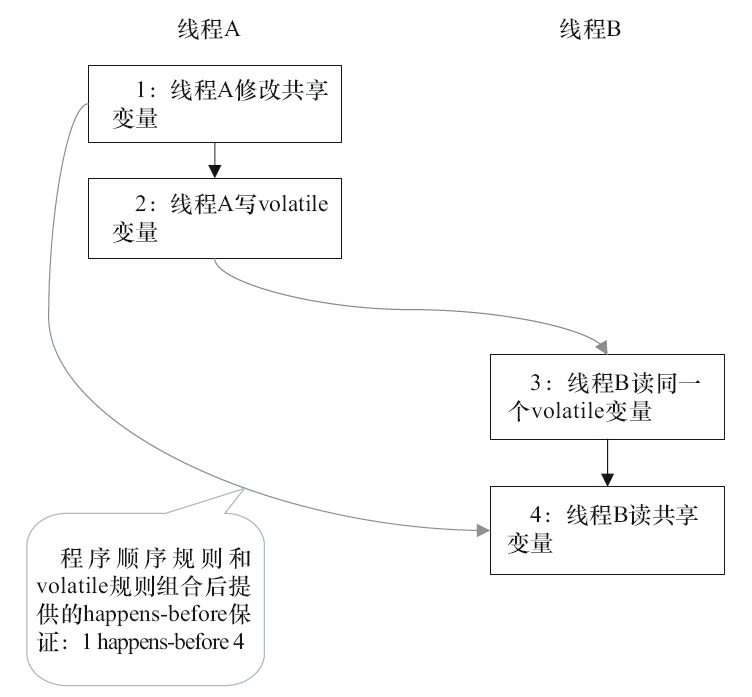 线程A
线程B
1：线程A修改共享
变量
2：线程A写volatile
变量
3：线程B读同一
个volatile变量
4：线程B读共享
变量
程序顺序规则和
volatile规则组合后提
供的happens-before保
证：1 happens-before 4